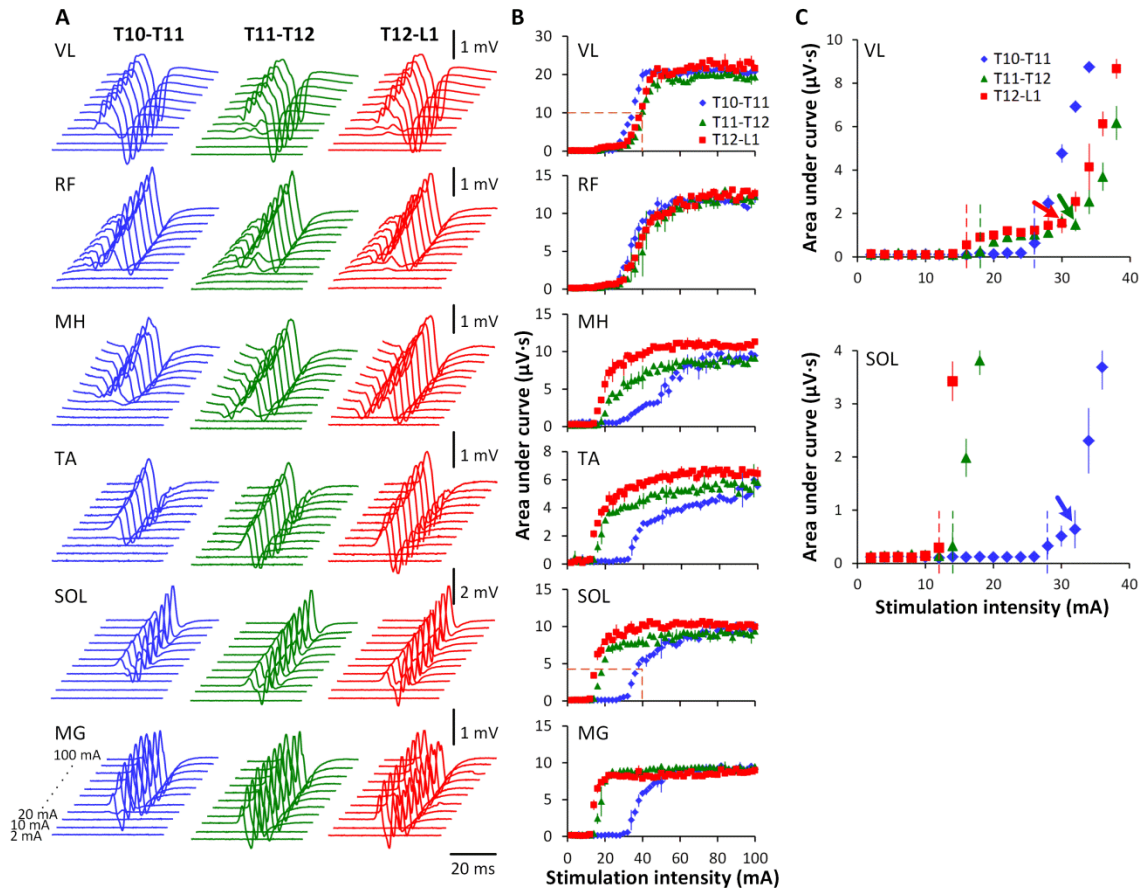 A
T10-T11
T11-T12
T12-L1
VL
1 mV
RF
1 mV
MH
1 mV
TA
1 mV
SOL
2 mV
MG
1 mV
100 mA
20 mA
10 mA
2 mA
20 ms
B
Area under curve (µV·s)
VL
30
20
10
0
T10-T11
T11-T12
T12-L1
RF
15
10
5
0
MH
15
10
5
0
TA
8
6
4
2
0
SOL
15
10
5
0
MG
15
10
5
0
0 20 40 60 80 100
Stimulation intensity (mA)
C
VL
Area under curve (µV·s)
10
8
6
4
2
0
T10-T11
T11-T12
T12-L1
0 10 20 30 40
SOL
Area under curve (µV·s)
4
3
2
1
0
0 10 20 30 40
Stimulation intensity (mA)